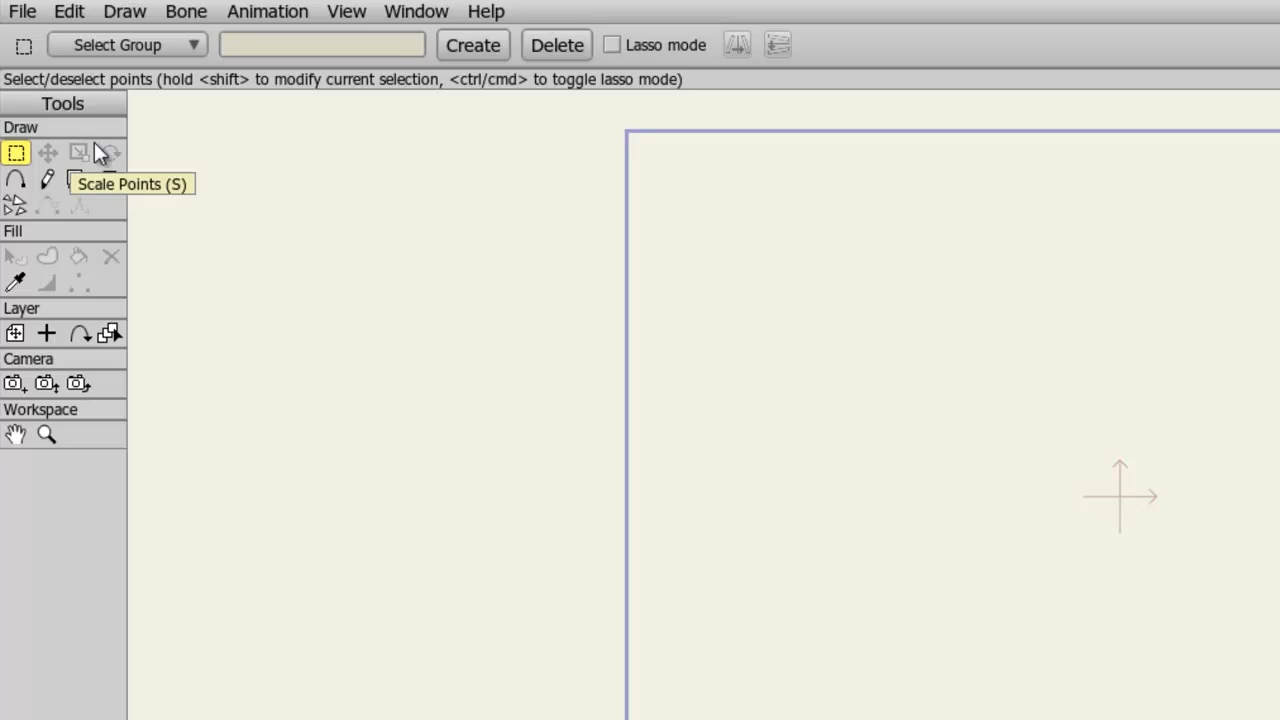 File Edit Draw Bone Animation View Window Help
Select Group Create Delete Lasso mode
Select/deselect points (hold <shift> to modify current selection, <ctrl/cmd> to toggle lasso mode)
Tools
Draw
Scale Points (S)
Fill
Layer
Camera
Workspace